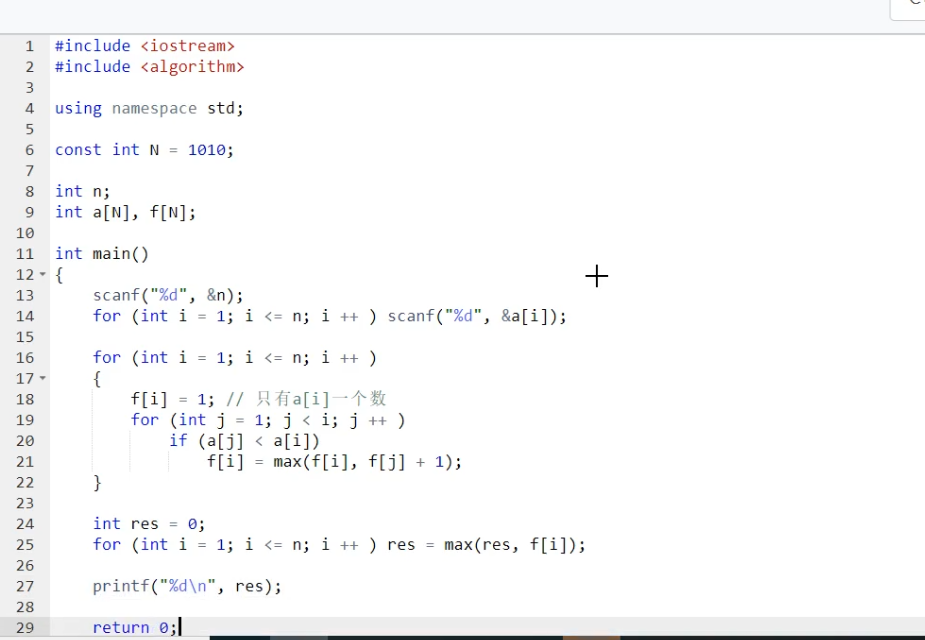 1 #include <iostream>
2 #include <algorithm>
3
4 using namespace std;
5
6 const int N = 1010;
7
8 int n;
9 int a[N], f[N];
10
11 int main()
12 {
13     scanf("%d", &n);
14     for (int i = 1; i <= n; i ++ ) scanf("%d", &a[i]);
15
16     for (int i = 1; i <= n; i ++ )
17     {
18         f[i] = 1; // 只有a[i]一个数
19         for (int j = 1; j < i; j ++ )
20             if (a[j] < a[i])
21                 f[i] = max(f[i], f[j] + 1);
22     }
23
24     int res = 0;
25     for (int i = 1; i <= n; i ++ ) res = max(res, f[i]);
26
27     printf("%d\n", res);
28
29     return 0;